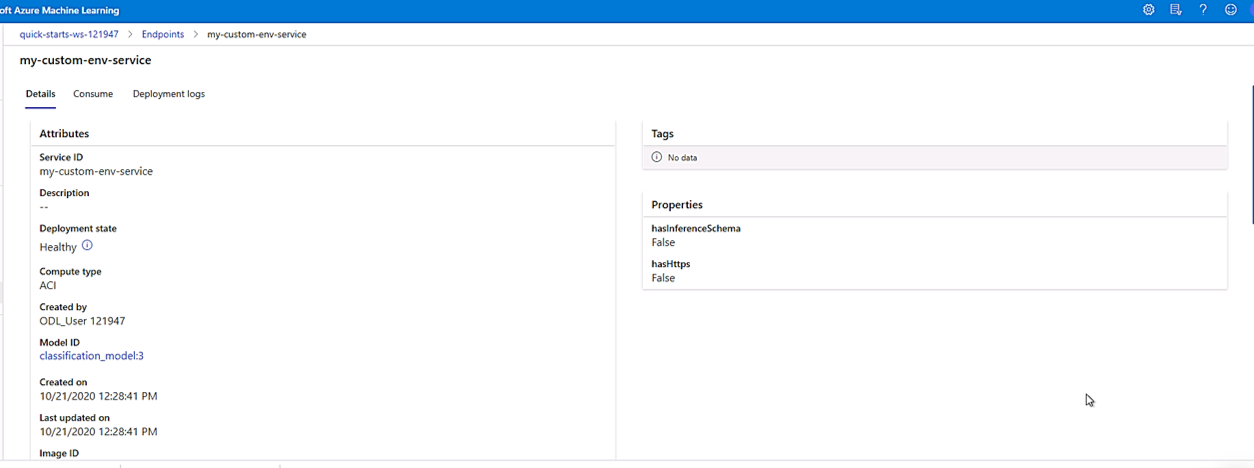 oft Azure Machine Learning
quick-starts-ws-121947 > Endpoints > my-custom-env-service
my-custom-env-service
Details Consume Deployment logs
Attributes
Service ID
my-custom-env-service
Description
--
Deployment state
Healthy
Compute type
ACI
Created by
ODL_User 121947
Model ID
classification_model:3
Created on
10/21/2020 12:28:41 PM
Last updated on
10/21/2020 12:28:41 PM
Image ID
Tags
No data
Properties
hasInferenceSchema
False
hasHttps
False